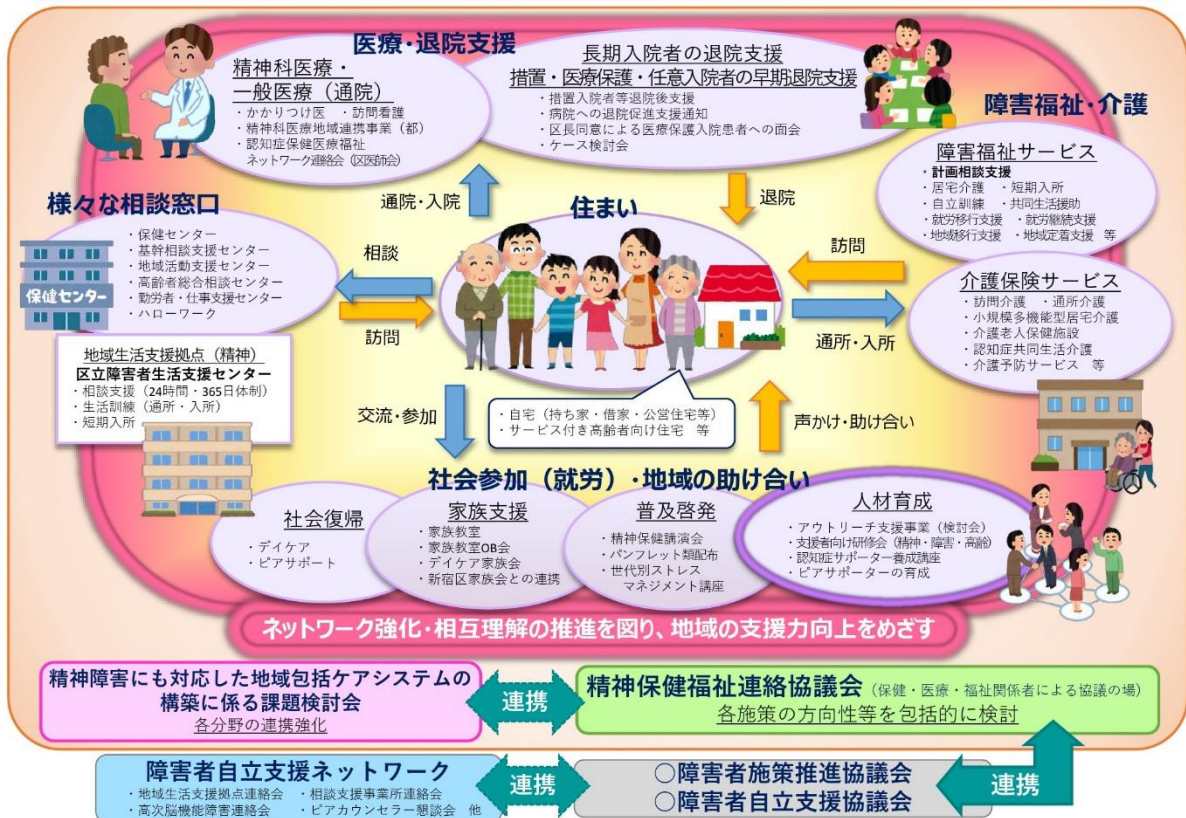 医療・退院支援
精神科医療・
一般医療（通院）
・かかりつけ医　・訪問看護
・精神科医療地域連携事業（都）
・認知症保健医療福祉
ネットワーク連絡会（区医師会）
長期入院者の退院支援
措置・医療保護・任意入院者の早期退院支援
・措置入院者等退院後支援
・病院への退院促進支援通知
・区長同意による医療保護入院患者への面会
・ケース検討会
障害福祉・介護
障害福祉サービス
・計画相談支援
・居宅介護　・短期入所
・自立訓練　・共同生活援助
・就労移行支援　・就労継続支援
・地域移行支援　・地域定着支援　等
介護保険サービス
・訪問介護　・通所介護
・小規模多機能型居宅介護
・介護老人保健施設
・認知症共同生活介護
・介護予防サービス　等
様々な相談窓口
・保健センター
・基幹相談支援センター
・地域活動支援センター
・高齢者総合相談センター
・勤労者・仕事支援センター
・ハローワーク
保健センター
地域生活支援拠点（精神）
区立障害者生活支援センター
・相談支援（24時間・365日体制）
・生活訓練（通所・入所）
・短期入所
通院・入院
退院
相談
訪問
訪問
通所・入所
交流・参加
声かけ・助け合い
住まい
・自宅（持ち家・借家・公営住宅等）
・サービス付き高齢者向け住宅　等
社会参加（就労）・地域の助け合い
社会復帰
・デイケア
・ピアサポート
家族支援
・家族教室
・家族教室OB会
・デイケア家族会
・新宿区家族会との連携
普及啓発
・精神保健講演会
・パンフレット類配布
・世代別ストレス
マネジメント講座
人材育成
・アウトリーチ支援事業（検討会）
・支援者向け研修会（精神・障害・高齢）
・認知症サポーター養成講座
・ピアサポーターの育成
ネットワーク強化・相互理解の推進を図り、地域の支援力向上をめざす
精神障害にも対応した地域包括ケアシステムの
構築に係る課題検討会
各分野の連携強化
連携
精神保健福祉連絡協議会（保健・医療・福祉関係者による協議の場）
各施策の方向性等を包括的に検討
障害者自立支援ネットワーク
・地域生活支援拠点連絡会　・相談支援事業所連絡会
・高次脳機能障害連絡会　・ピアカウンセラー懇談会　他
連携
○障害者施策推進協議会
○障害者自立支援協議会
連携